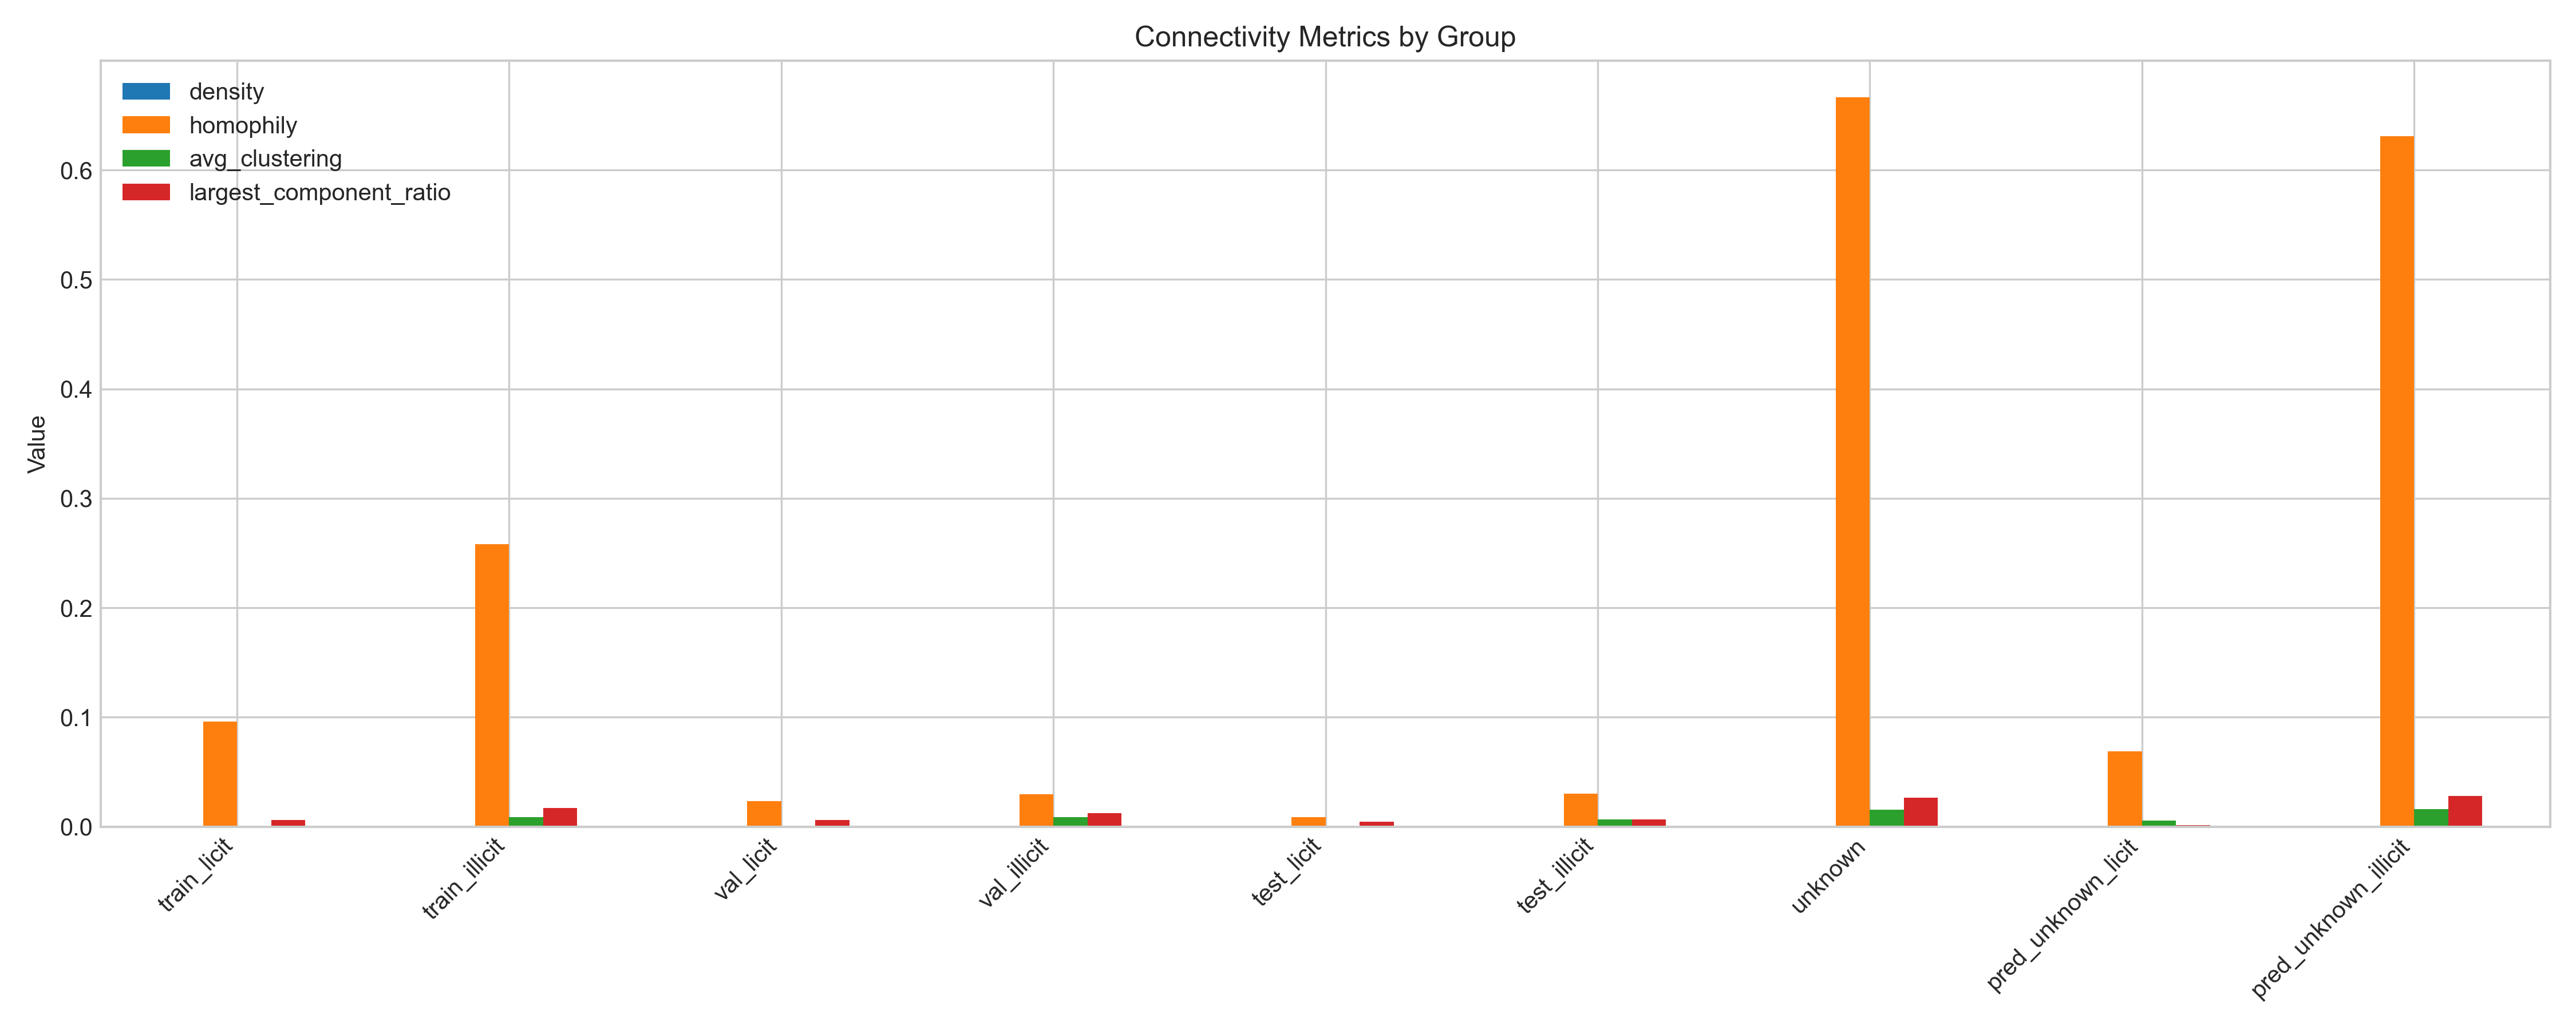 Connectivity Metrics by Group
density
homophily
avg_clustering
largest_component_ratio
Value
0.6
0.5
0.4
0.3
0.2
0.1
0.0
train_licit
train_illicit
val_licit
val_illicit
test_licit
test_illicit
unknown
pred_unknown_licit
pred_unknown_illicit